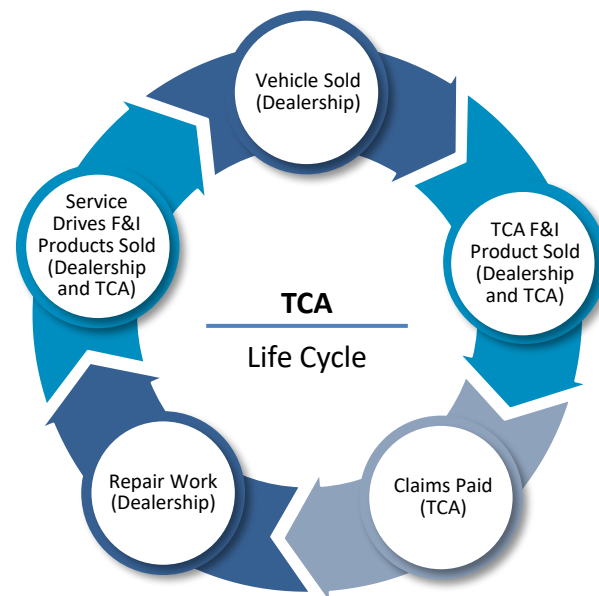 Vehicle Sold
(Dealership)
TCA F&I
Product Sold
(Dealership
and TCA)
Claims Paid
(TCA)
Repair Work
(Dealership)
Service
Drives F&I
Products Sold
(Dealership
and TCA)
TCA
Life Cycle